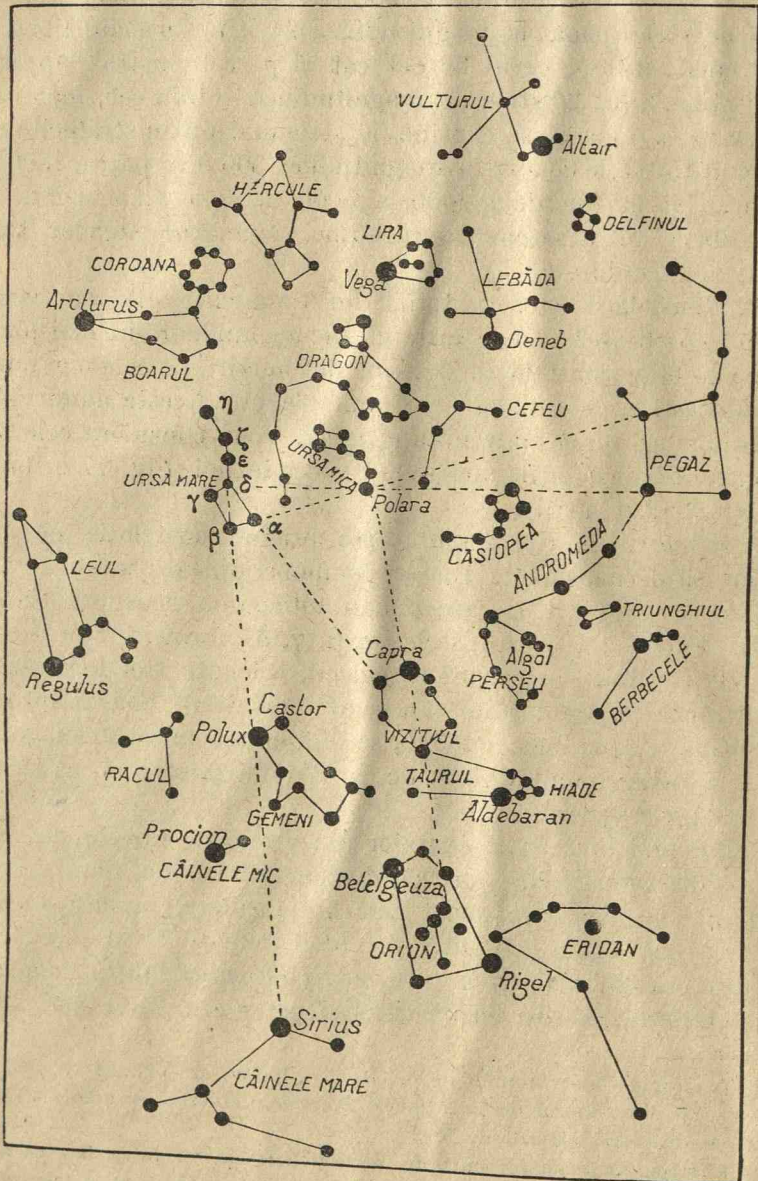 VULTURUL
Altair
HERCULE
DELFINUL
LIRA
COROANA
Vega
LEBĂDA
Arcturus
Deneb
DRAGON
BOARUL
CEFEU
η
ζ
ε
URSA MICA
PEGAZ
URSA MARE
δ
γ
Polara
α
β
CASIOPEA
ANDROMEDA
LEUL
TRIUNGHIUL
Capra
Algal
PERSEU
Regulus
BERBECELE
Castor
Polux
VIZITIUL
RACUL
TAURUL
HIADE
Aldebaran
GEMENI
Procion
CÂINELE MIC
Betelgeuza
ORION
ERIDAN
Rigel
Sirius
CÂINELE MARE